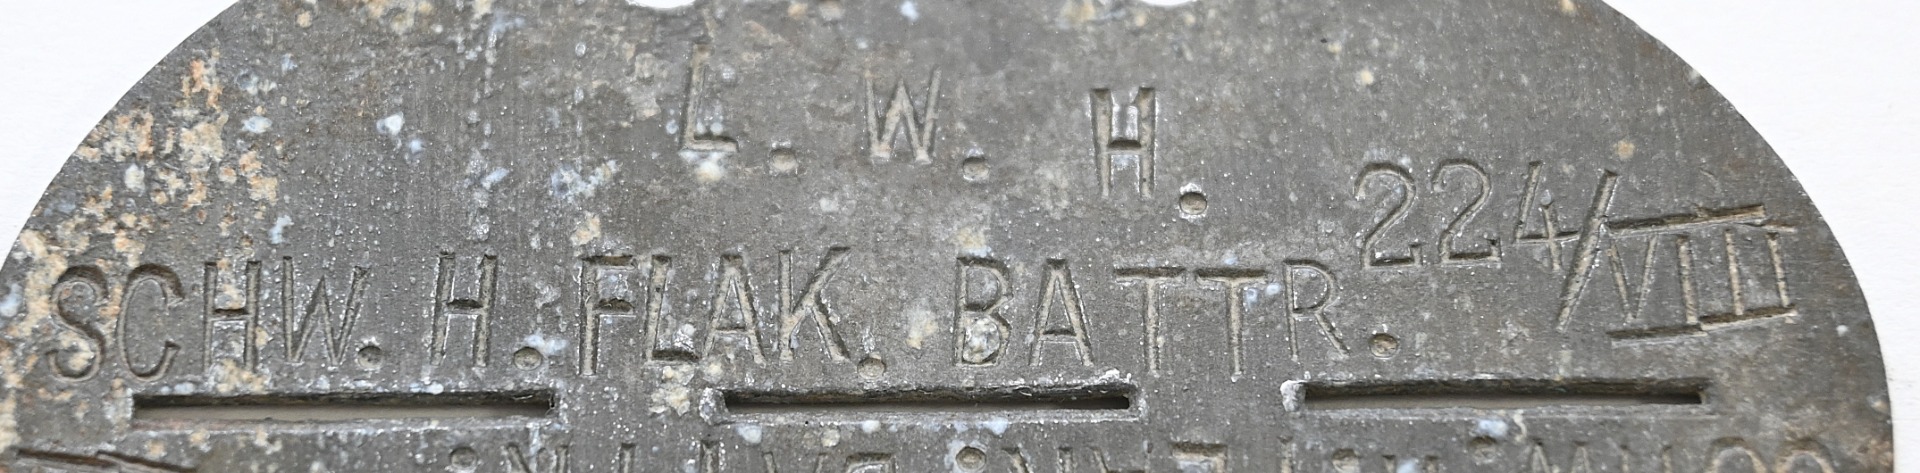 L. W. H.
SCHW. H. FLAK. BATTR. 224/VIII